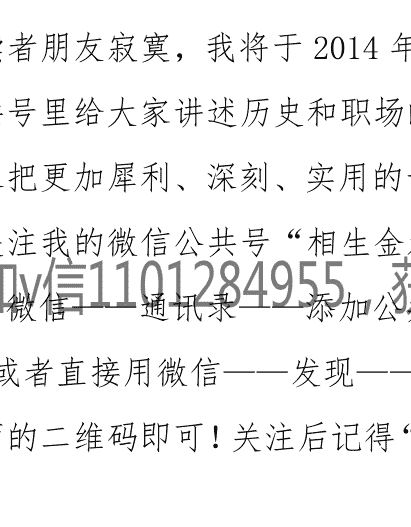 者朋友寂寞，我将于 2014 年
号里给大家讲述历史和职场
把更加犀利、深刻、实用的
注我的微信公共号“相生金
加v信1101284955，获
微信——通讯录——添加公
或者直接用微信——发现——
的二维码即可！关注后记得“